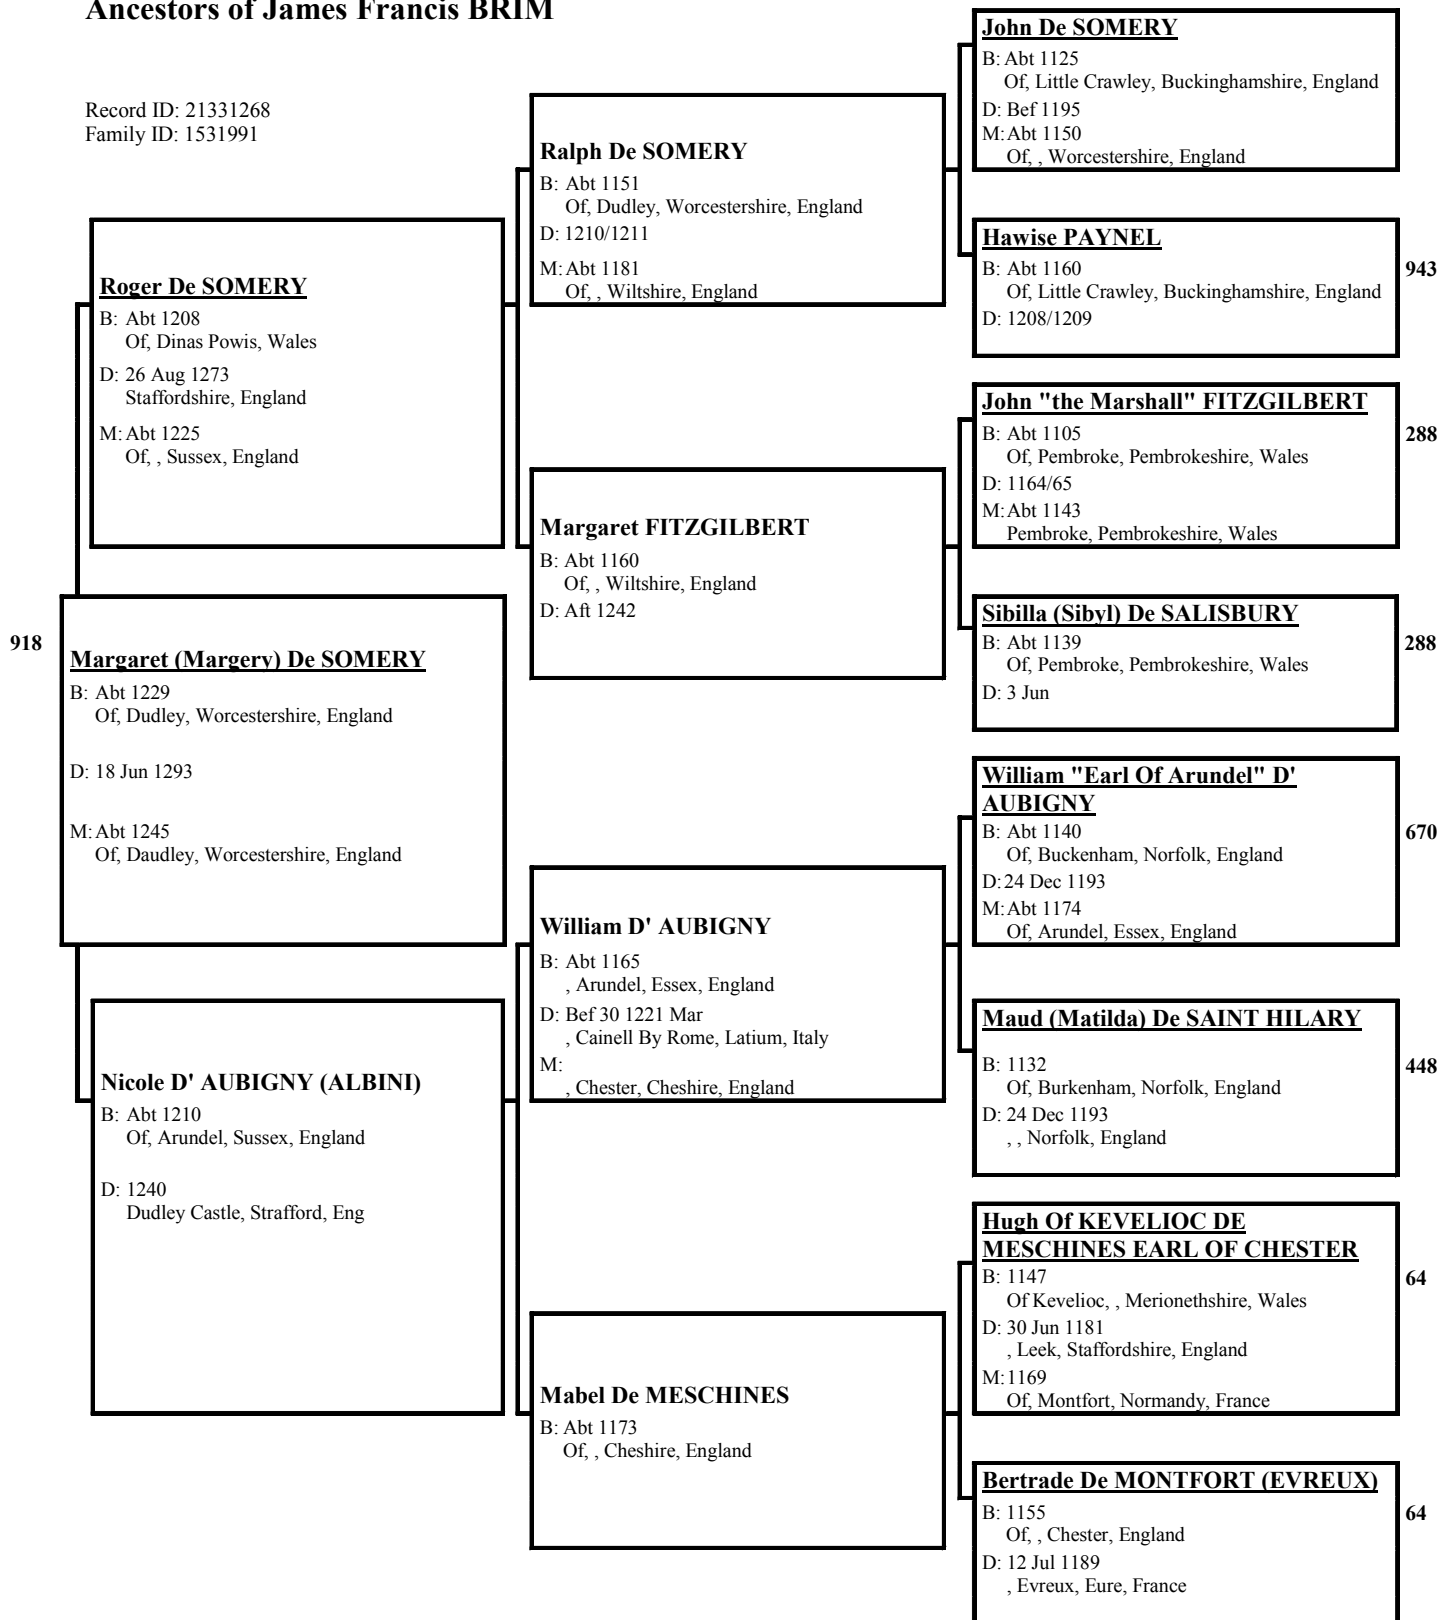 Ancestors of James Francis BRIM
Record ID: 21331268
Family ID: 1531991
918
Margaret (Margery) De SOMERY
B: Abt 1229
Of, Dudley, Worcestershire, England
D: 18 Jun 1293
M: Abt 1245
Of, Daudley, Worcestershire, England
Roger De SOMERY
B: Abt 1208
Of, Dinas Powis, Wales
D: 26 Aug 1273
Staffordshire, England
M: Abt 1225
Of, , Sussex, England
Nicole D' AUBIGNY (ALBINI)
B: Abt 1210
Of, Arundel, Sussex, England
D: 1240
Dudley Castle, Strafford, Eng
Ralph De SOMERY
B: Abt 1151
Of, Dudley, Worcestershire, England
D: 1210/1211
M: Abt 1181
Of, , Wiltshire, England
Margaret FITZGILBERT
B: Abt 1160
Of, , Wiltshire, England
D: Aft 1242
William D' AUBIGNY
B: Abt 1165
, Arundel, Essex, England
D: Bef 30 1221 Mar
, Cainell By Rome, Latium, Italy
M:
, Chester, Cheshire, England
Mabel De MESCHINES
B: Abt 1173
Of, , Cheshire, England
John De SOMERY
B: Abt 1125
Of, Little Crawley, Buckinghamshire, England
D: Bef 1195
M: Abt 1150
Of, , Worcestershire, England
Hawise PAYNEL
B: Abt 1160
Of, Little Crawley, Buckinghamshire, England
D: 1208/1209
943
John "the Marshall" FITZGILBERT
B: Abt 1105
Of, Pembroke, Pembrokeshire, Wales
D: 1164/65
M: Abt 1143
Pembroke, Pembrokeshire, Wales
288
Sibilla (Sibyl) De SALISBURY
B: Abt 1139
Of, Pembroke, Pembrokeshire, Wales
D: 3 Jun
288
William "Earl Of Arundel" D'
AUBIGNY
B: Abt 1140
Of, Buckenham, Norfolk, England
D: 24 Dec 1193
M: Abt 1174
Of, Arundel, Essex, England
670
Maud (Matilda) De SAINT HILARY
B: 1132
Of, Burkenham, Norfolk, England
D: 24 Dec 1193
, , Norfolk, England
448
Hugh Of KEVELIOC DE
MESCHINES EARL OF CHESTER
B: 1147
Of Kevelioc, , Merionethshire, Wales
D: 30 Jun 1181
, Leek, Staffordshire, England
M: 1169
Of, Montfort, Normandy, France
64
Bertrade De MONTFORT (EVREUX)
B: 1155
Of, , Chester, England
D: 12 Jul 1189
, Evreux, Eure, France
64